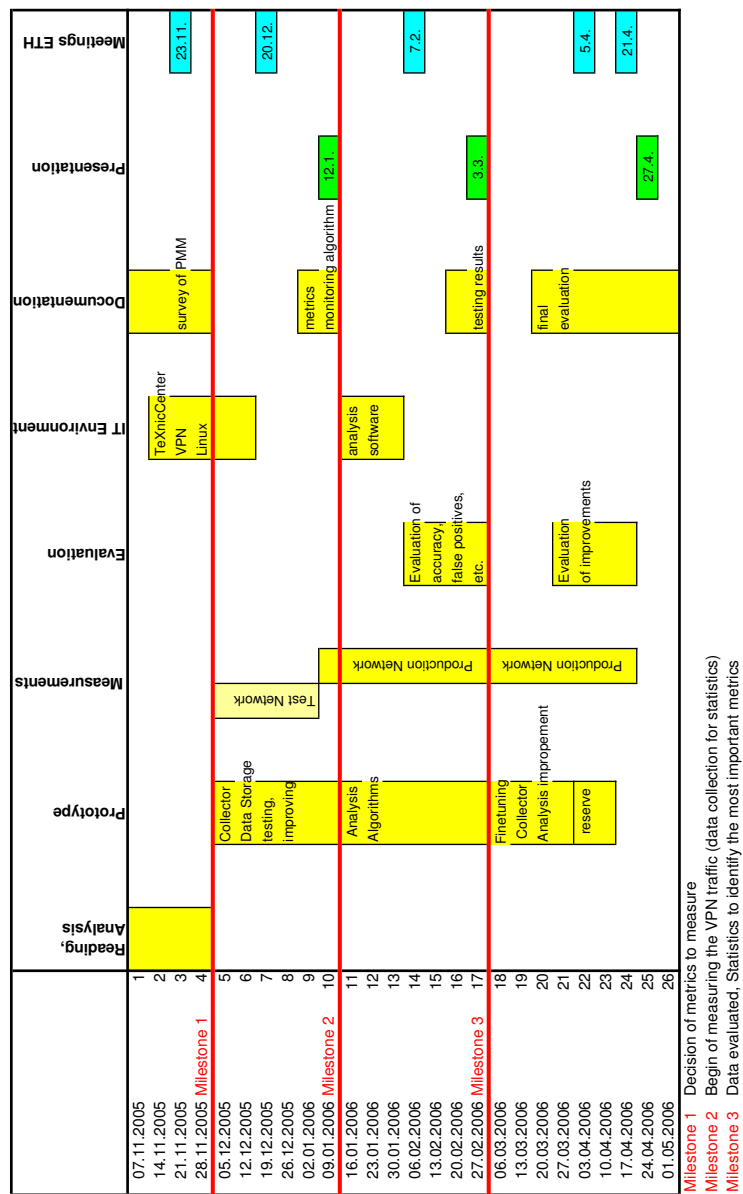 Reading, Analysis
Prototype
Measurements
Evaluation
IT Environment
Documentation
Presentation
Meetings ETH
07.11.2005 1
14.11.2005 2
21.11.2005 3
28.11.2005 Milestone 1 4
05.12.2005 5
12.12.2005 6
19.12.2005 7
26.12.2005 8
02.01.2006 9
09.01.2006 Milestone 2 10
16.01.2006 11
23.01.2006 12
30.01.2006 13
06.02.2006 14
13.02.2006 15
20.02.2006 16
27.02.2006 Milestone 3 17
06.03.2006 18
13.03.2006 19
20.03.2006 20
27.03.2006 21
03.04.2006 22
10.04.2006 23
17.04.2006 24
24.04.2006 25
01.05.2006 26
Collector
Data Storage
testing,
improving
Analysis
Algorithms
Finetuning
Collector
Analysis impropement
reserve
Test Network
Production Network
Production Network
Evaluation of
accuracy,
false positives,
etc.
Evaluation
of improvements
TeXnicCenter
VPN
Linux
analysis
software
survey of PMM
metrics
monitoring algorithm
testing results
final
evaluation
12.1.
3.3.
27.4.
23.11.
20.12.
7.2.
5.4.
21.4.
Milestone 1 Decision of metrics to measure
Milestone 2 Begin of measuring the VPN traffic (data collection for statistics)
Milestone 3 Data evaluated, Statistics to identify the most important metrics